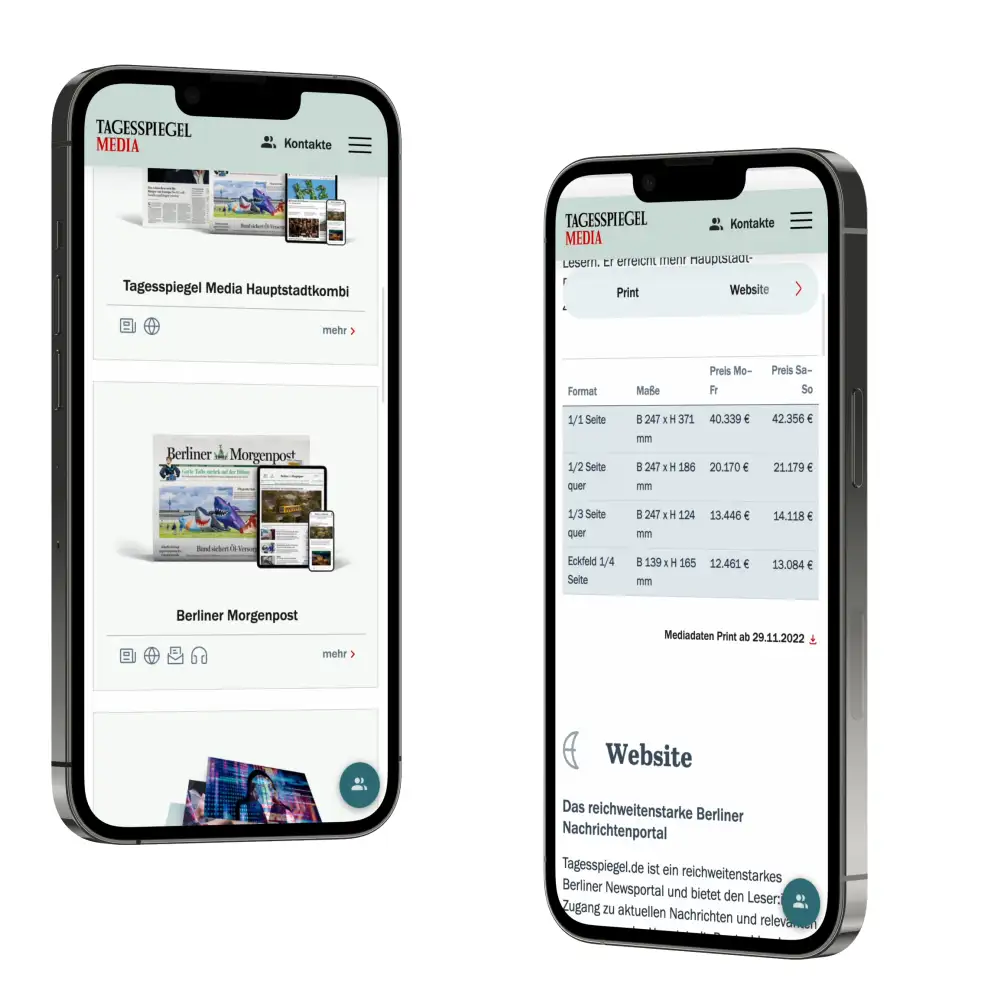 TAGESSPIEGEL
MEDIA
Kontakte
Tagesspiegel Media Hauptstadtkombi
mehr
Berliner Morgenpost
Band sichert Öl-Versorg
Berliner Morgenpost
mehr
TAGESSPIEGEL
MEDIA
Kontakte
Lesern. Er erreicht mehr Hauptstadt-
Print
Website
Format
Maße
Preis Mo–
Fr
Preis Sa–
So
1/1 Seite
B 247 x H 371
mm
40.339 €
42.356 €
1/2 Seite
quer
B 247 x H 186
mm
20.170 €
21.179 €
1/3 Seite
quer
B 247 x H 124
mm
13.446 €
14.118 €
Eckfeld 1/4
Seite
B 139 x H 165
mm
12.461 €
13.084 €
Mediadaten Print ab 29.11.2022
Website
Das reichweitenstarke Berliner
Nachrichtenportal
Tagesspiegel.de ist ein reichweitenstarkes
Berliner Newsportal und bietet den Leser:i
Zugang zu aktuellen Nachrichten und relevanten